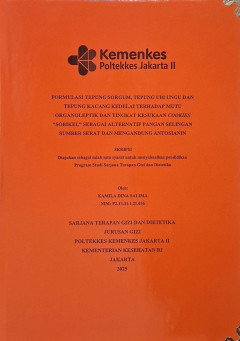 Kemenkes
Poltekkes Jakarta II
FORMULASI TEPUNG SORGUM, TEPUNG UBI UNGU DAN
TEPUNG KACANG KEDELAI TERHADAP MUTU
ORGANOLEPTIK DAN TINGKAT KESUKAAN COOKIES
SEBAGAI ALTERNATIF PANGAN SELINGAN
SUMBER SERAT DAN MENGANDUNG ANTOSIANIN
SKRIPSI
Diajukan sebagai salah satu syarat untuk menyelesaikan pendidikan
Program Studi Sarjana Terapan Gizi dan Dietetika
Oleh:
KAMILA DIVA SALIMA
SARJANA TERAPAN GIZI DAN DIETETIKA
JURUSAN GIZI
POLTEKKES KEMENKES JAKARTA II
KEMENTERIAN KESEHATAN RI
JAKARTA
2025